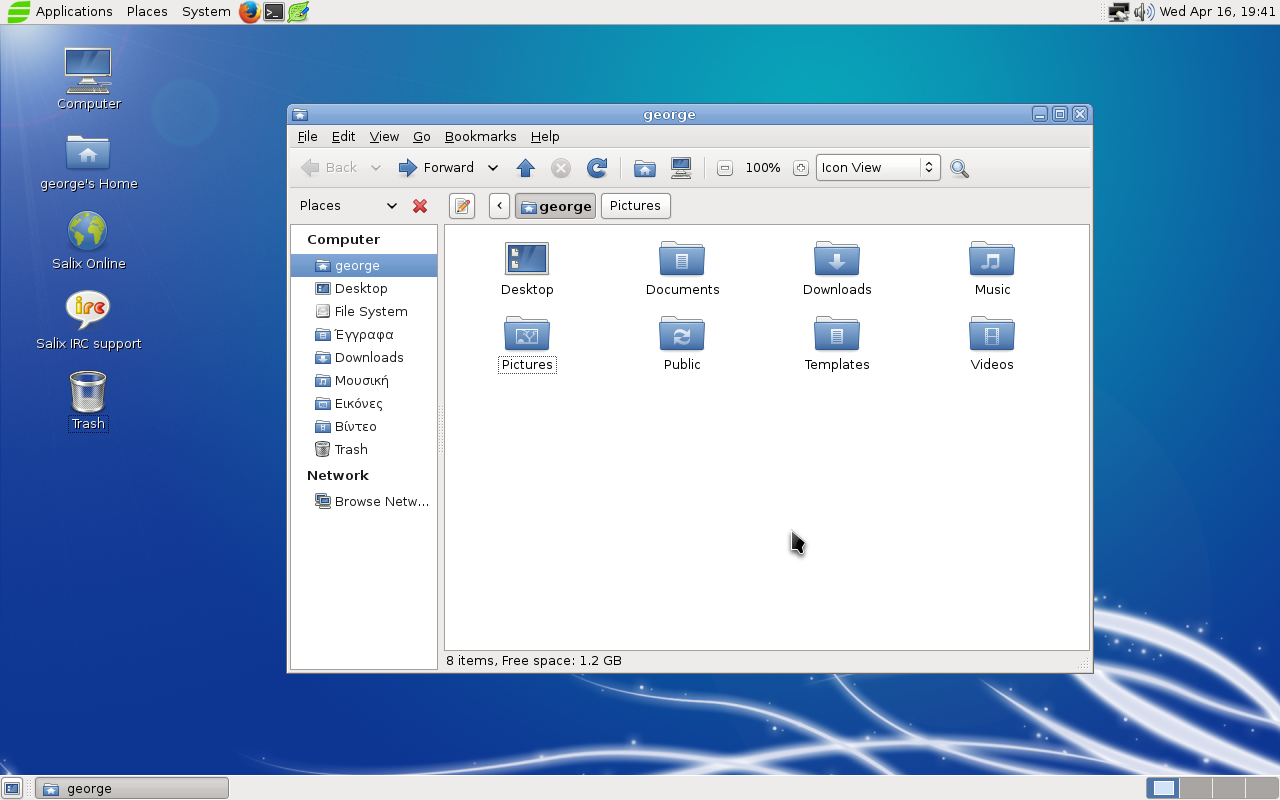 Applications Places System Wed Apr 16, 19:41
Computer
george's Home
Salix Online
irc
Salix IRC support
Trash
george
File Edit View Go Bookmarks Help
Back Forward 100% Icon View
Places george Pictures
Computer
george
Desktop
File System
Έγγραφα
Downloads
Μουσική
Εικόνες
Βίντεο
Trash
Network
Browse Netw...
Desktop Documents Downloads Music
Pictures Public Templates Videos
8 items, Free space: 1.2 GB
george